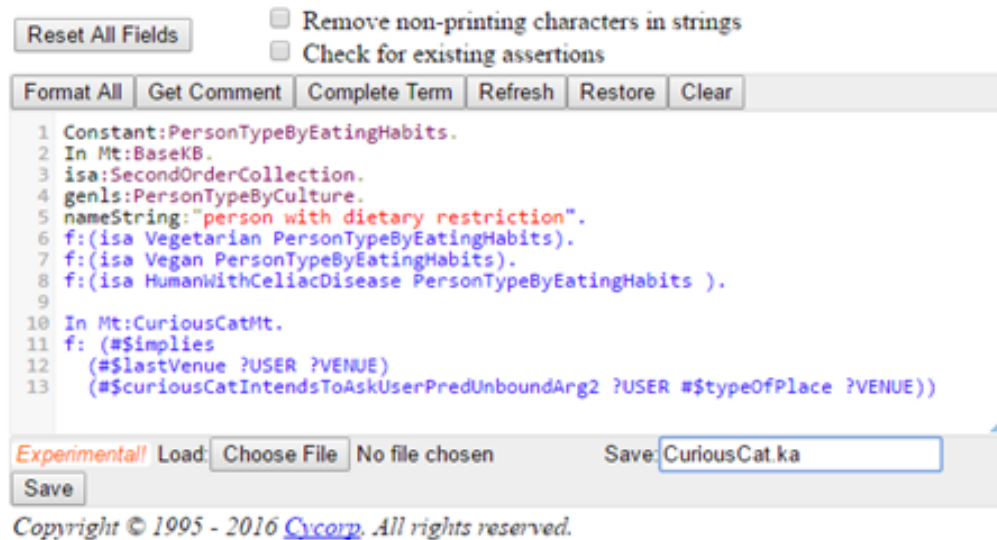 Reset All Fields
Remove non-printing characters in strings
Check for existing assertions
Format All Get Comment Complete Term Refresh Restore Clear
1 Constant:PersonTypeByEatingHabits.
2 In Mt:BaseKB.
3 isa:SecondOrderCollection.
4 genls:PersonTypeByCulture.
5 nameString:"person with dietary restriction".
6 f:(isa Vegetarian PersonTypeByEatingHabits).
7 f:(isa Vegan PersonTypeByEatingHabits).
8 f:(isa HumanWithCeliacDisease PersonTypeByEatingHabits ).
9
10 In Mt:CuriousCatMt.
11 f: (#$implies
12 (#$lastVenue ?USER ?VENUE)
13 (#$curiousCatIntendsToAskUserPredUnboundArg2 ?USER #$typeOfPlace ?VENUE))
Experimental! Load: Choose File No file chosen Save: CuriousCat.ka
Save
Copyright © 1995 - 2016 Cycorp. All rights reserved.